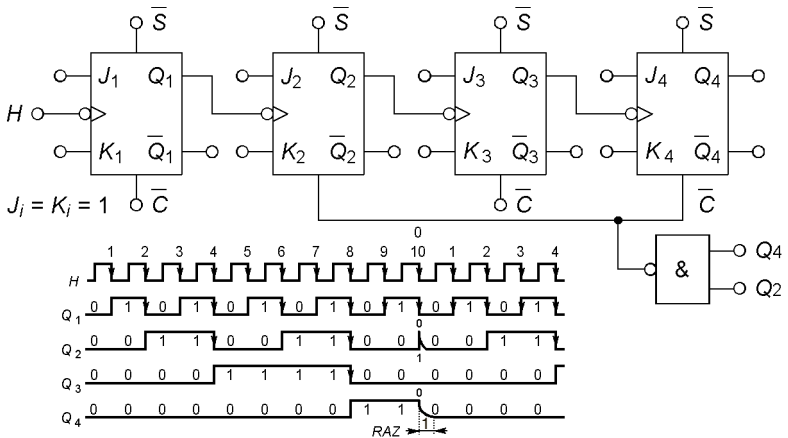 S S S S
J1 Q1 J2 Q2 J3 Q3 J4 Q4
H
K1 Q1 K2 Q2 K3 Q3 K4 Q4
Ji = Ki = 1 C C C
0
1 2 3 4 5 6 7 8 9 10 1 2 3 4
H
& Q4
Q2
Q1 0 1 0 1 0 1 0 1 0 1 0 1 0 1
0
Q2 0 0 1 1 0 0 1 1 0 0 0 0 1 1
1
Q3 0 0 0 0 1 1 1 1 0 0 0 0 0 0
0
Q4 0 0 0 0 0 0 0 0 1 1 0 0 0 0
1
RAZ